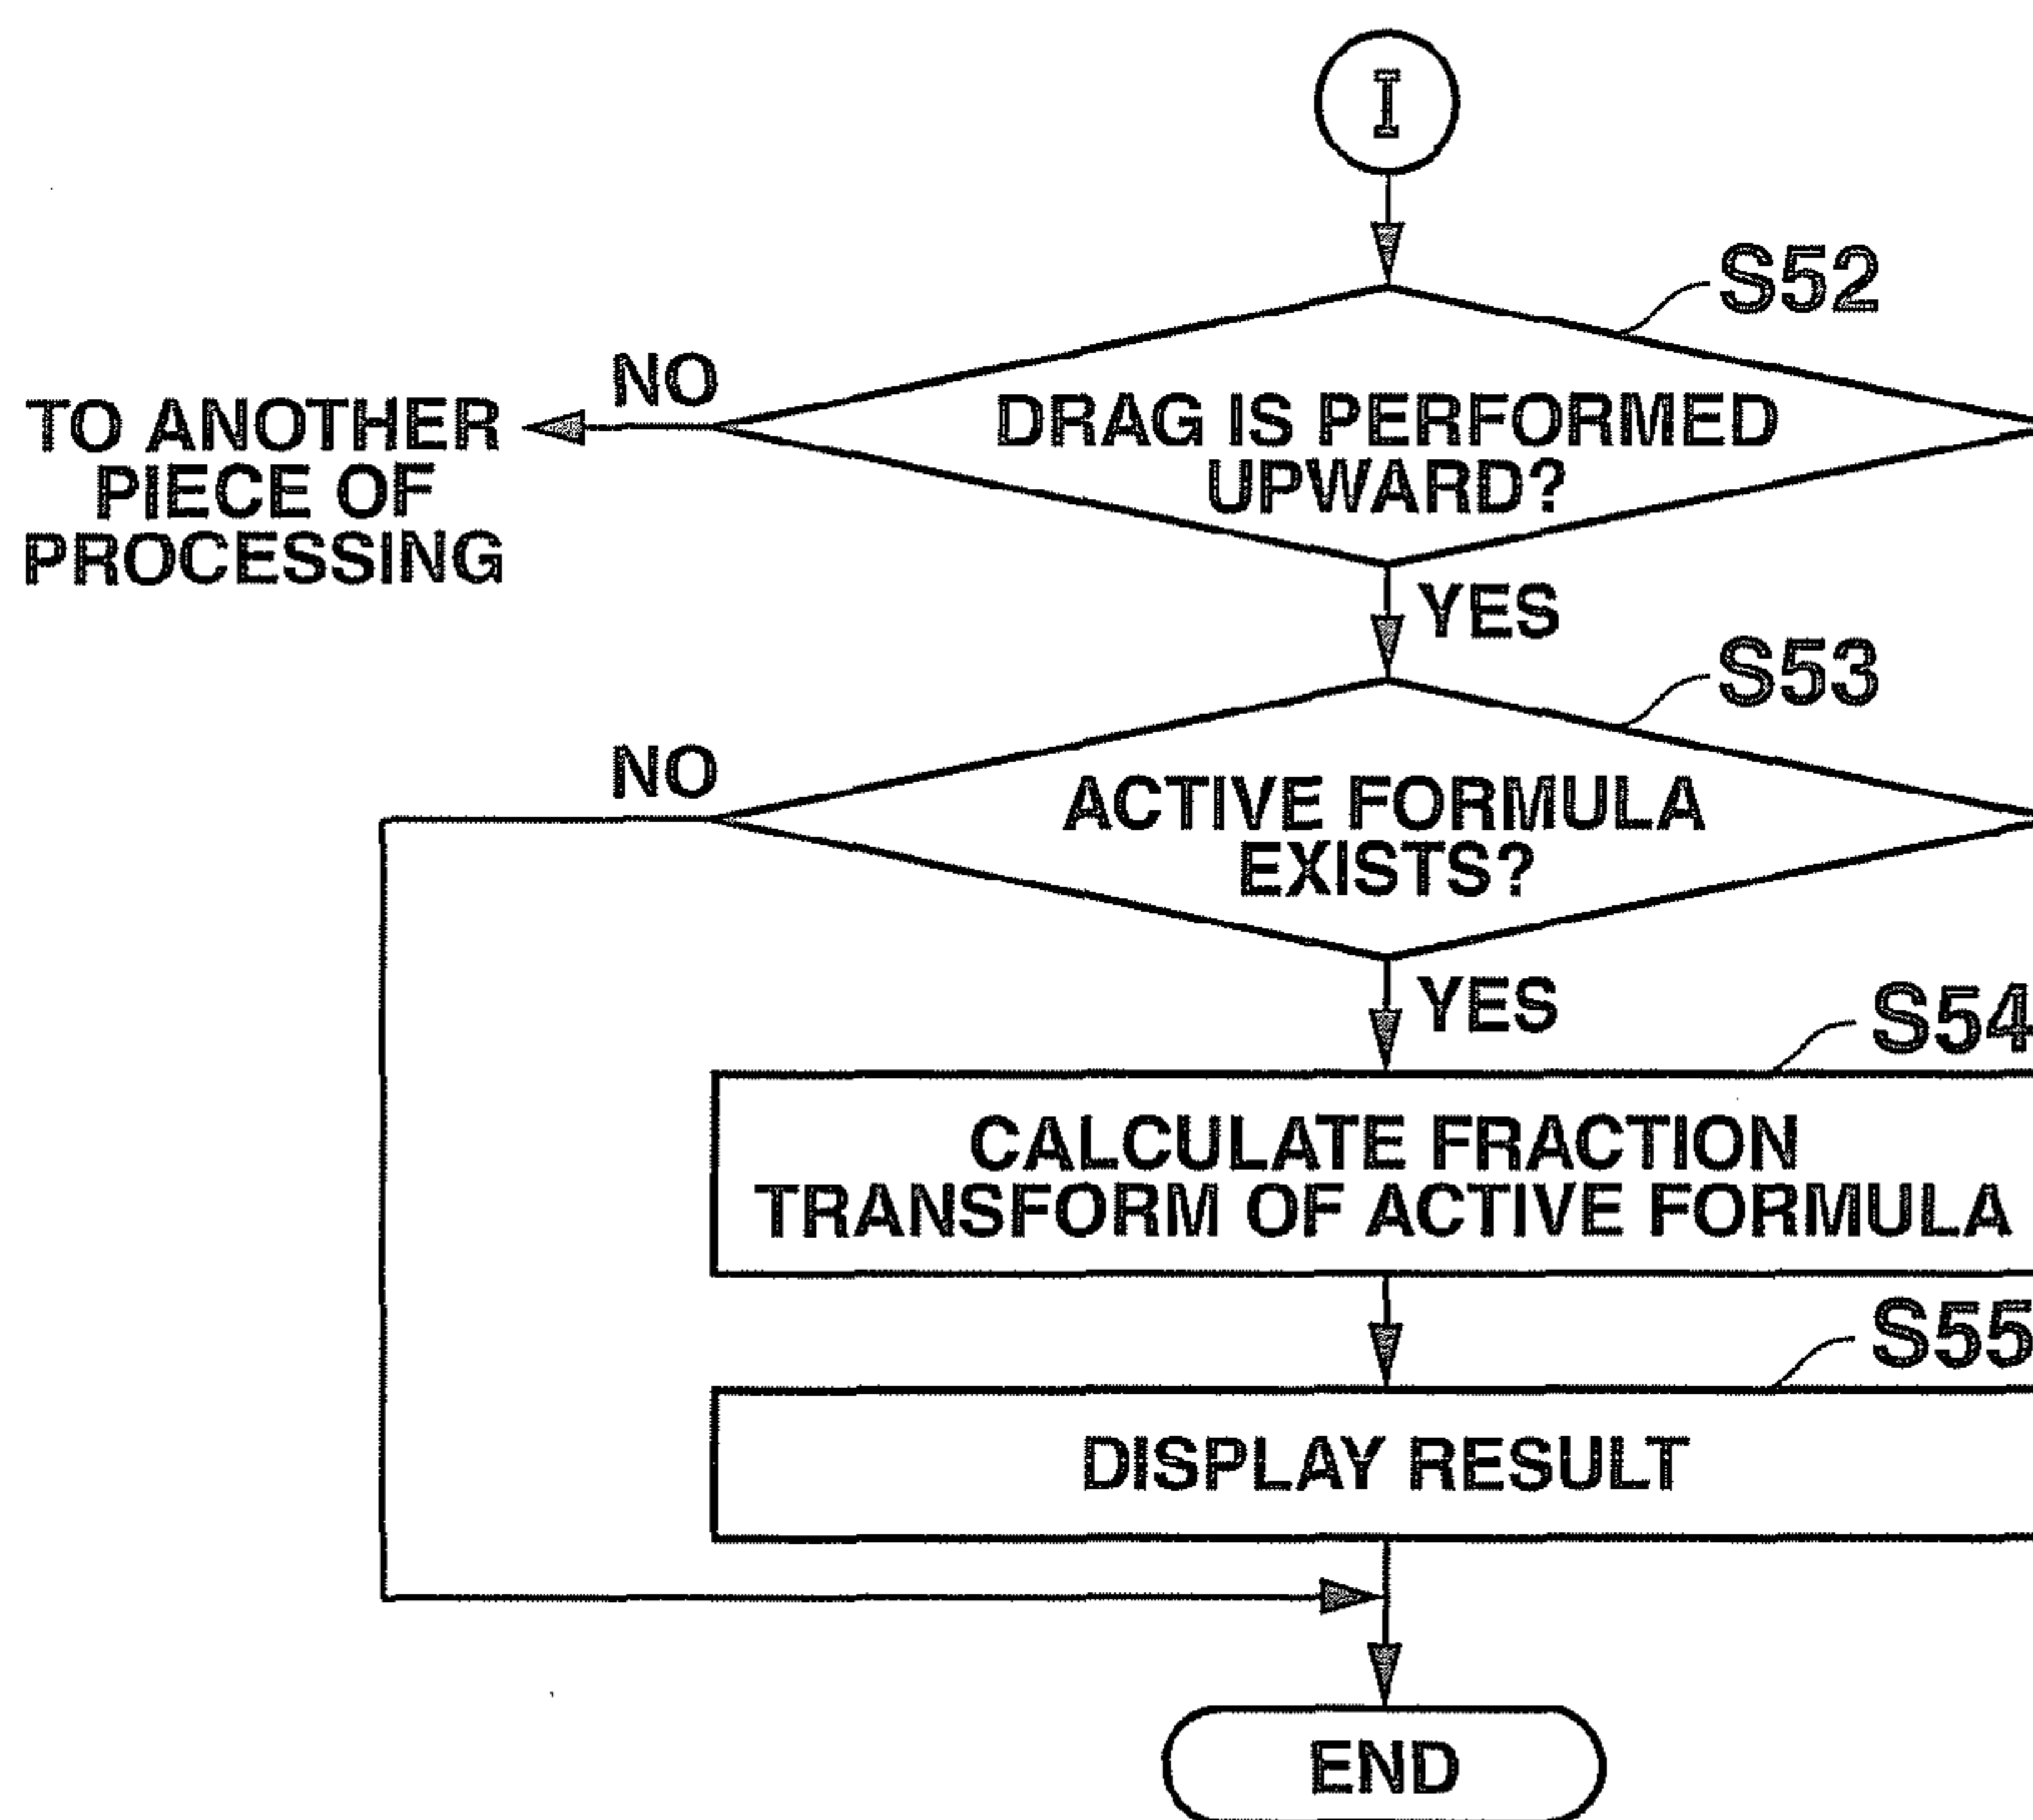 I
S52
NO
DRAG IS PERFORMED
UPWARD?
TO ANOTHER
PIECE OF
PROCESSING
YES
S53
NO
ACTIVE FORMULA
EXISTS?
YES
S54
CALCULATE FRACTION
TRANSFORM OF ACTIVE FORMULA
S55
DISPLAY RESULT
END